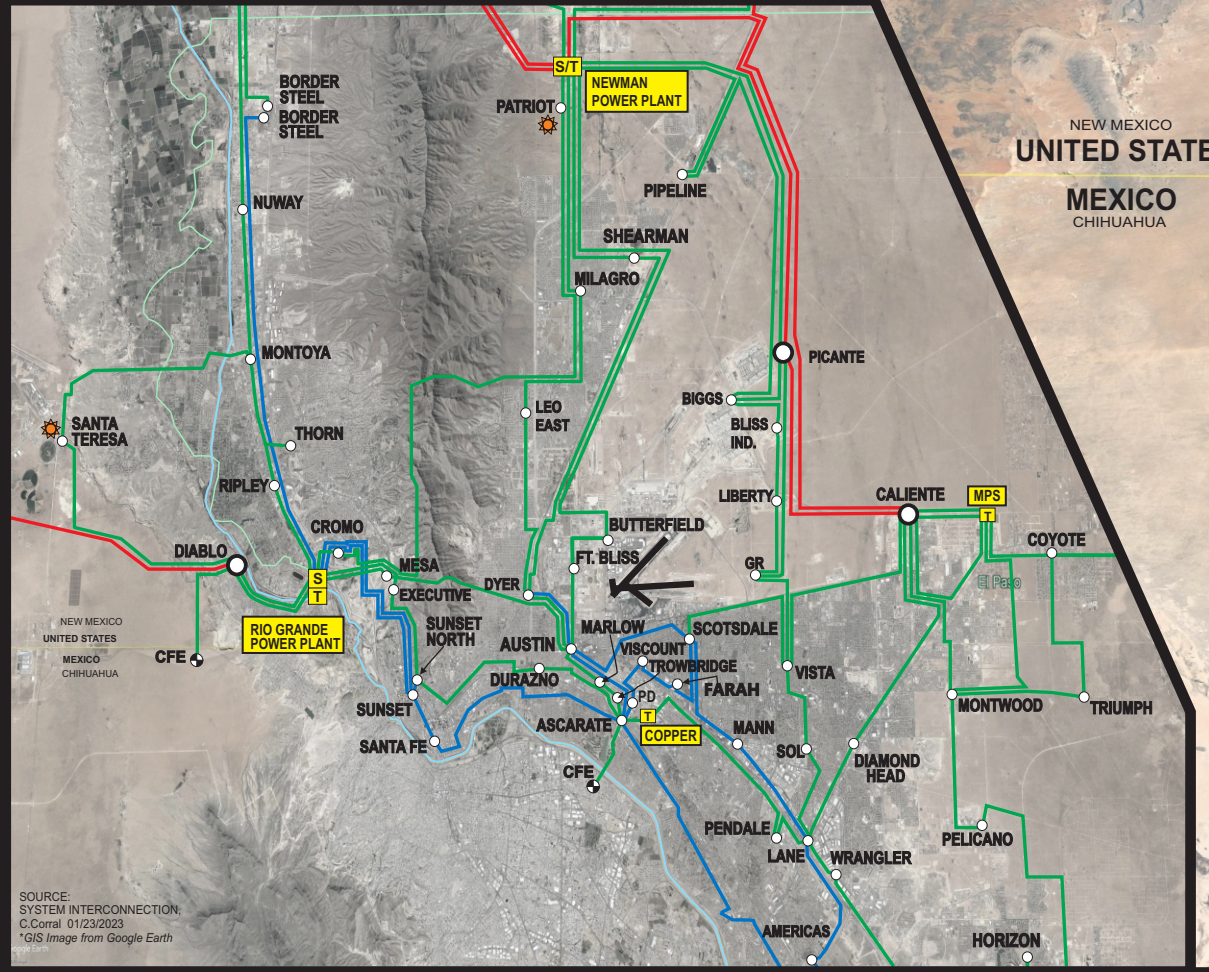 BORDER
STEEL
BORDER
STEEL
S/T
NEWMAN
POWER PLANT
PATRIOT
NEW MEXICO
UNITED STATE
MEXICO
CHIHUAHUA
PIPELINE
NUWAY
SHEARMAN
MILAGRO
MONTOYA
PICANTE
BIGGS
LEO
EAST
BLISS
IND.
SANTA
TERESA
THORN
RIPLEY
LIBERTY
CALIENTE
MPS
T
CROMO
BUTTERFIELD
COYOTE
DIABLO
FT. BLISS
GR
MESA
DYER
El Paso
S
T
EXECUTIVE
RIO GRANDE
POWER PLANT
NEW MEXICO
UNITED STATES
MEXICO
CHIHUAHUA
CFE
SUNSET
NORTH
AUSTIN
MARLOW
SCOTSDALE
VISCOUNT
TROWBRIDGE
DURAZNO
FARAH
VISTA
PD
SUNSET
MONTWOOD
TRIUMPH
ASCARATE
T
COPPER
MANN
SANTA FE
SOL
DIAMOND
HEAD
CFE
PENDALE
LANE
WRANGLER
PELICANO
AMERICAS
HORIZON
SOURCE:
SYSTEM INTERCONNECTION,
C.Corral 01/23/2023
*GIS Image from Google Earth